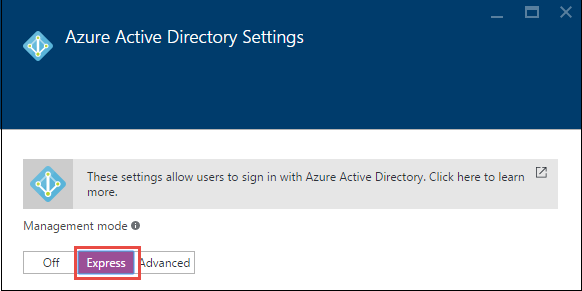 Azure Active Directory Settings
These settings allow users to sign in with Azure Active Directory. Click here to learn
more.
Management mode
Off Express Advanced